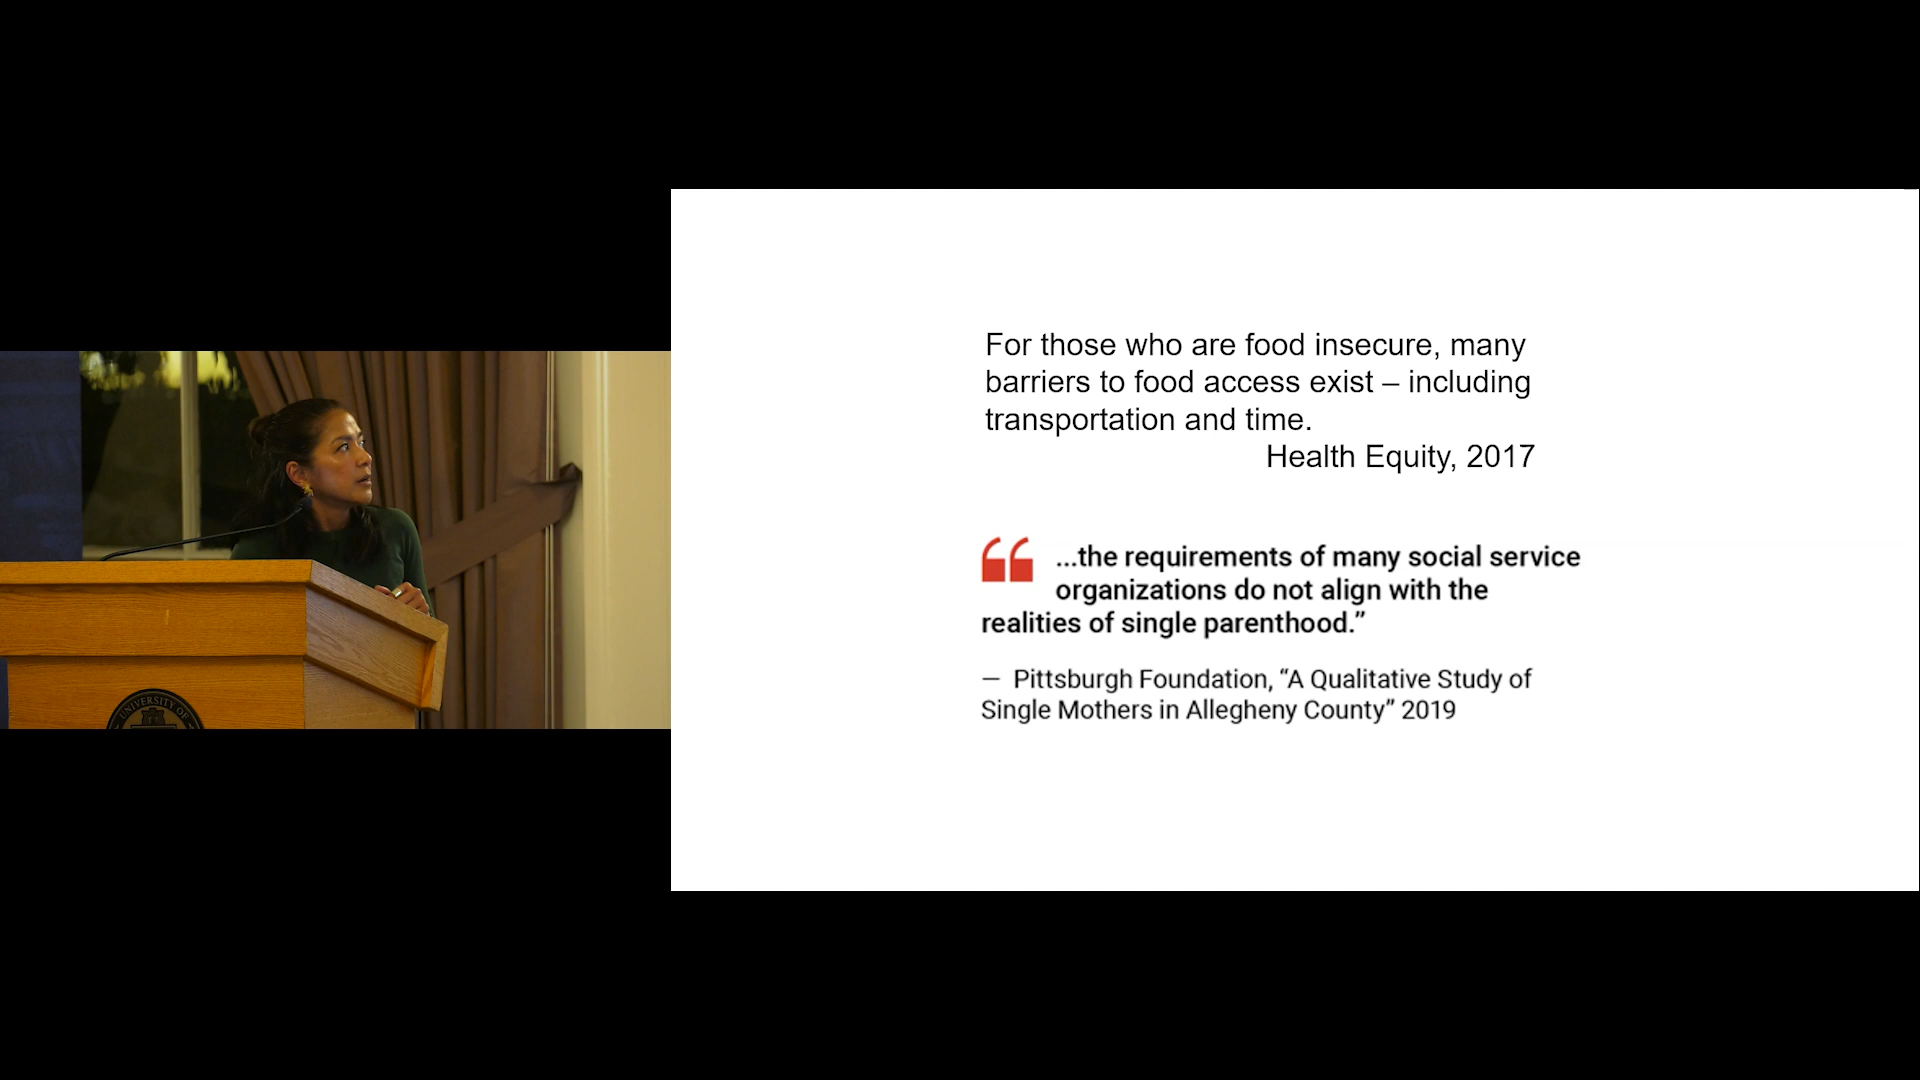 For those who are food insecure, many
barriers to food access exist – including
transportation and time.
Health Equity, 2017
...the requirements of many social service
organizations do not align with the
realities of single parenthood.”
— Pittsburgh Foundation, “A Qualitative Study of
Single Mothers in Allegheny County” 2019
UNIVERSITY OF